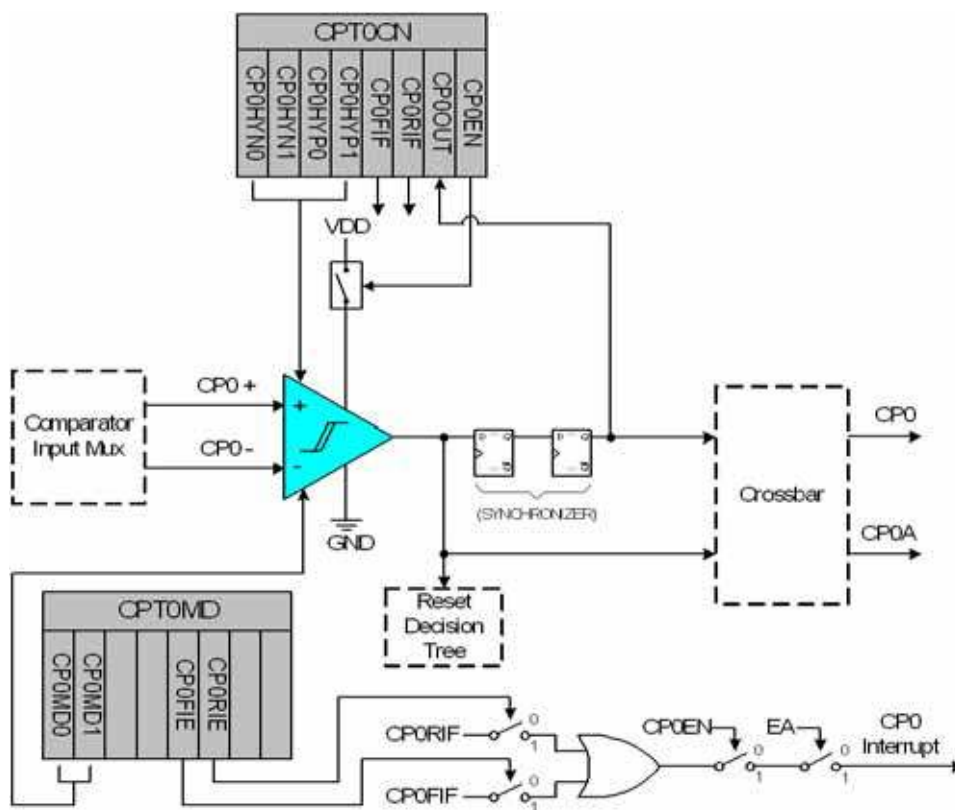 CPT0CN
CP0HYN0
CP0HYN1
CP0HYP0
CP0HYP1
CP0FIF
CP0RIF
CP0OUT
CP0EN
VDD
CP0 +
CP0 -
Comparator
Input Mux
+
-
GND
D
Q
D
Q
(SYNCHRONIZER)
Crossbar
CP0
CP0A
Reset
Decision
Tree
CPT0MD
CP0MD0
CP0MD1
CP0FIE
CP0RIE
CP0RIF
0
1
CP0FIF
0
1
CP0EN
0
1
EA
0
1
CP0
Interrupt